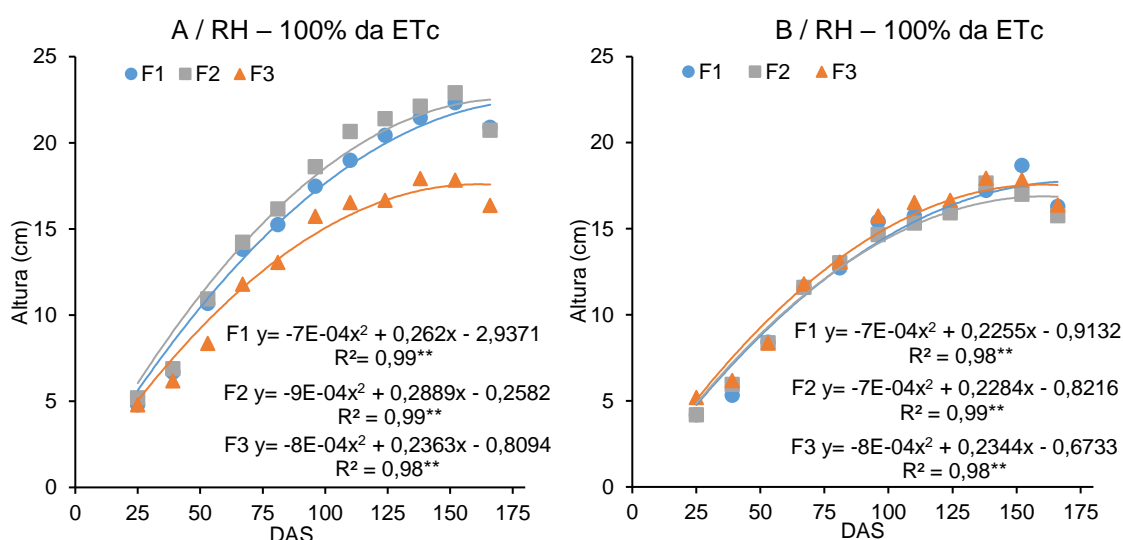 A / RH – 100% da ETc
F1 F2 F3
Altura (cm)
25
20
15
10
5
0
F1 y= -7E-04x² + 0,262x - 2,9371
R²= 0,99**
F2 y= -9E-04x² + 0,2889x - 0,2582
R² = 0,99**
F3 y= -8E-04x² + 0,2363x - 0,8094
R² = 0,98**
0 25 50 75 100 125 150 175
DAS
B / RH – 100% da ETc
F1 F2 F3
Altura (cm)
25
20
15
10
5
0
F1 y= -7E-04x² + 0,2255x - 0,9132
R² = 0,98**
F2 y= -7E-04x² + 0,2284x - 0,8216
R² = 0,99**
F3 y= -8E-04x² + 0,2344x - 0,6733
R² = 0,98**
0 25 50 75 100 125 150 175
DAS